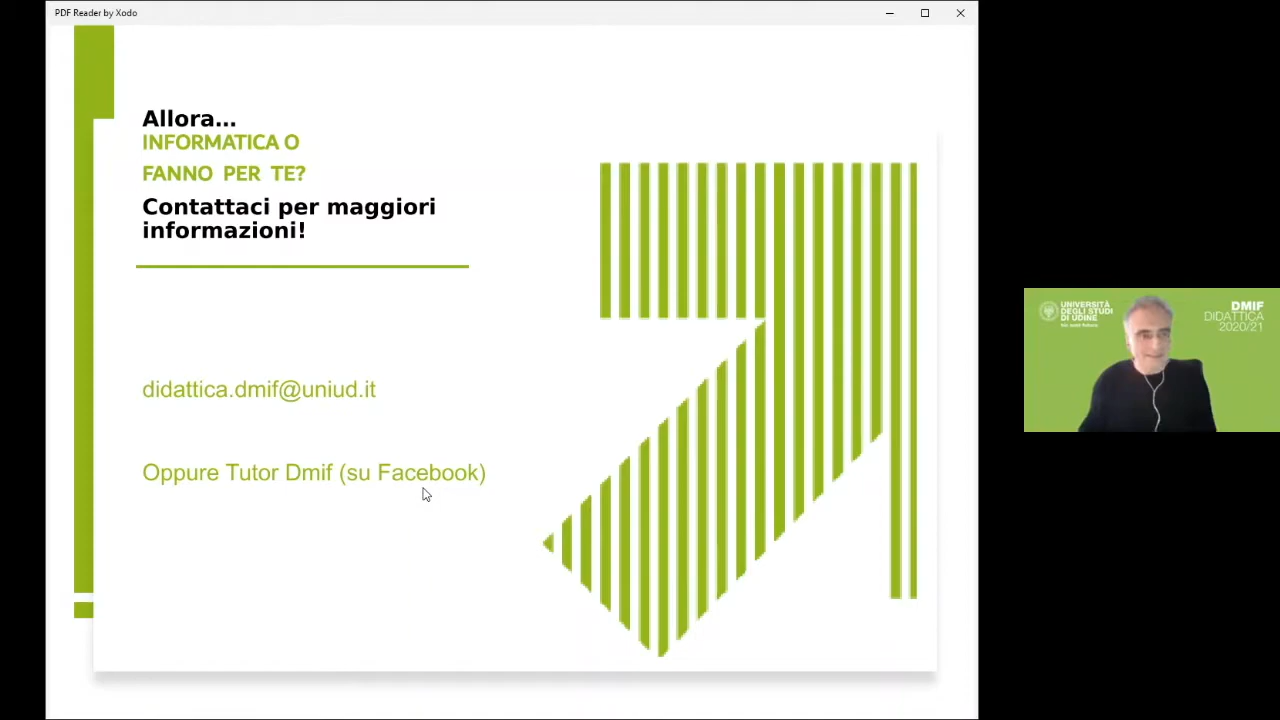 PDF Reader by Xodo
Allora...
INFORMATICA O
FANNO PER TE?
Contattaci per maggiori
informazioni!
didattica.dmif@uniud.it
Oppure Tutor Dmif (su Facebook)
UNIVERSITÀ
DEGLI STUDI
DI UDINE
DMIF
DIDATTICA
2020/21